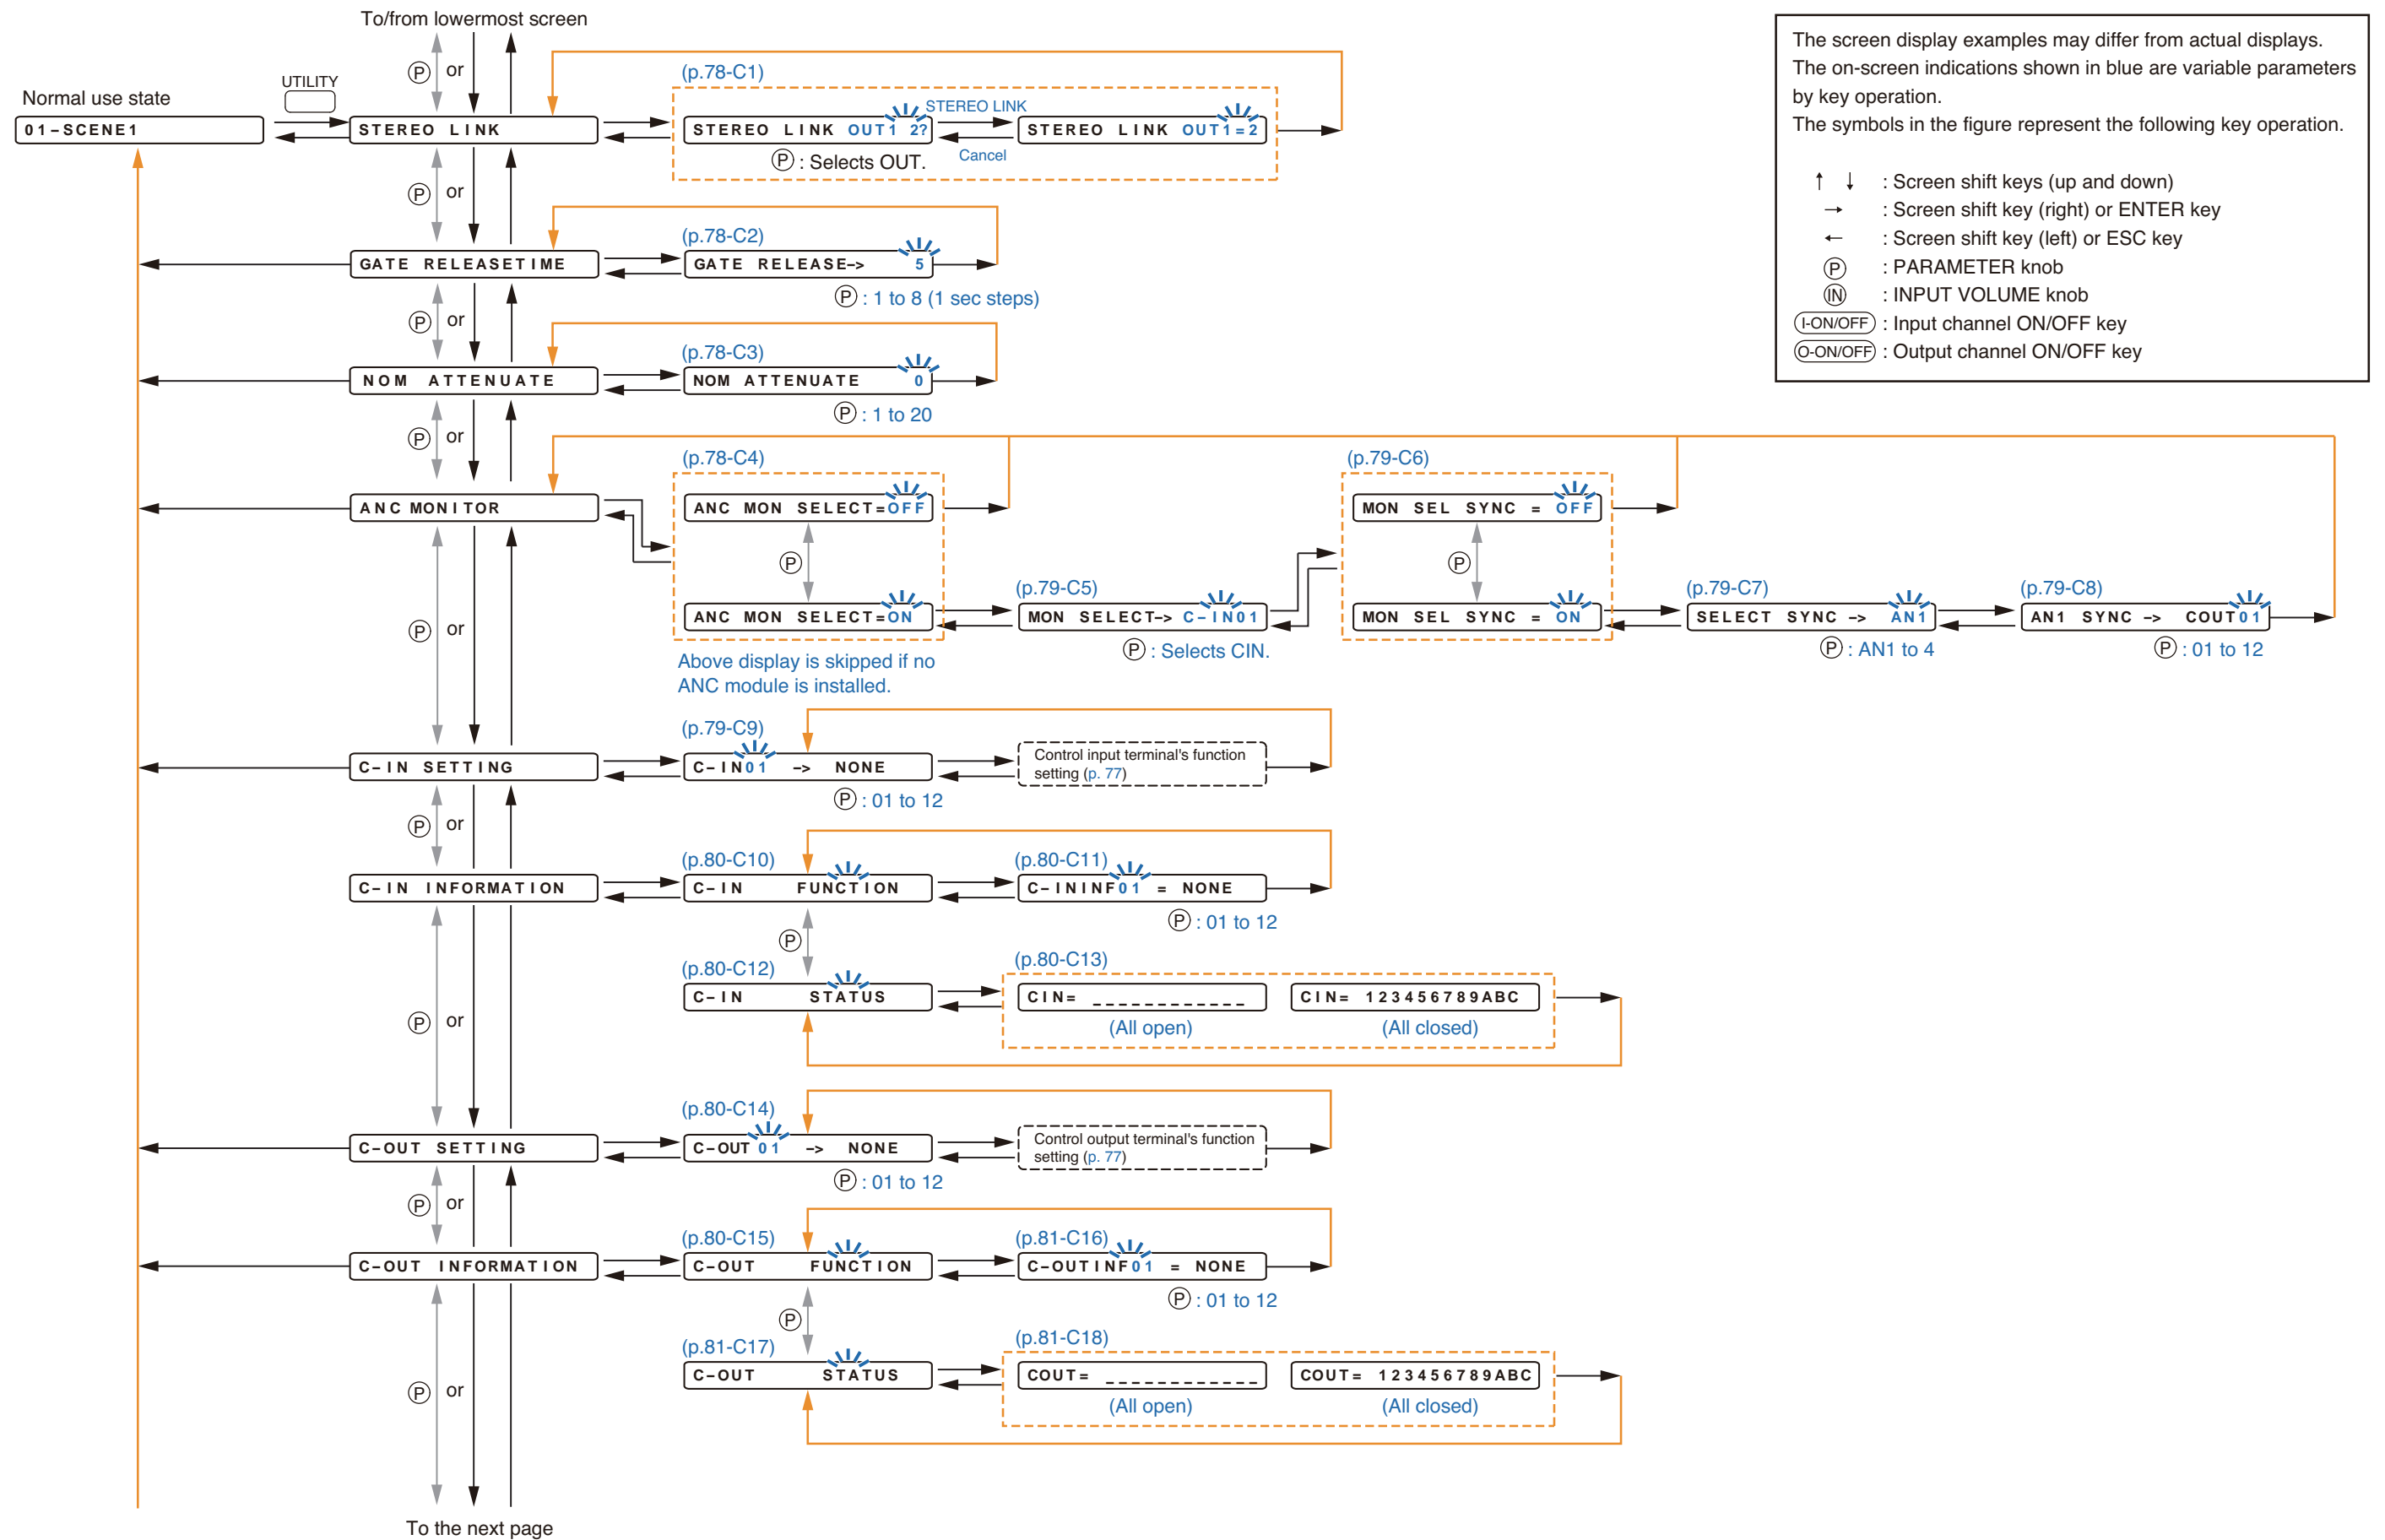 To/from lowermost screen
P or
UTILITY
Normal use state
01-SCENE1
STEREO LINK
(p.78-C1)
STEREO LINK OUT1 2?
STEREO LINK
Cancel
STEREO LINK OUT1=2
P : Selects OUT.
The screen display examples may differ from actual displays.
The on-screen indications shown in blue are variable parameters
by key operation.
The symbols in the figure represent the following key operation.
↑ ↓ : Screen shift keys (up and down)
→ : Screen shift key (right) or ENTER key
← : Screen shift key (left) or ESC key
P : PARAMETER knob
IN : INPUT VOLUME knob
I-ON/OFF : Input channel ON/OFF key
O-ON/OFF : Output channel ON/OFF key
P or
GATE RELEASETIME
(p.78-C2)
GATE RELEASE-> 5
P : 1 to 8 (1 sec steps)
P or
NOM ATTENUATE
(p.78-C3)
NOM ATTENUATE 0
P : 1 to 20
P or
ANC MONITOR
(p.78-C4)
ANC MON SELECT=OFF
P
ANC MON SELECT=ON
Above display is skipped if no
ANC module is installed.
(p.79-C5)
MON SELECT-> C-IN01
P : Selects CIN.
(p.79-C6)
MON SEL SYNC = OFF
P
MON SEL SYNC = ON
(p.79-C7)
SELECT SYNC -> AN1
P : AN1 to 4
(p.79-C8)
AN1 SYNC -> COUT01
P : 01 to 12
P or
C-IN SETTING
(p.79-C9)
C-IN01 -> NONE
P : 01 to 12
Control input terminal's function
setting (p. 77)
P or
C-IN INFORMATION
(p.80-C10)
C-IN FUNCTION
(p.80-C11)
C-ININF01 = NONE
P : 01 to 12
P
(p.80-C12)
C-IN STATUS
(p.80-C13)
CIN= _ _ _ _ _ _ _ _ _ _ _ _
(All open)
CIN= 123456789ABC
(All closed)
P or
C-OUT SETTING
(p.80-C14)
C-OUT 01 -> NONE
P : 01 to 12
Control output terminal's function
setting (p. 77)
P or
C-OUT INFORMATION
(p.80-C15)
C-OUT FUNCTION
(p.81-C16)
C-OUTINF01 = NONE
P : 01 to 12
P
(p.81-C17)
C-OUT STATUS
(p.81-C18)
COUT= _ _ _ _ _ _ _ _ _ _ _ _
(All open)
COUT= 123456789ABC
(All closed)
P or
To the next page